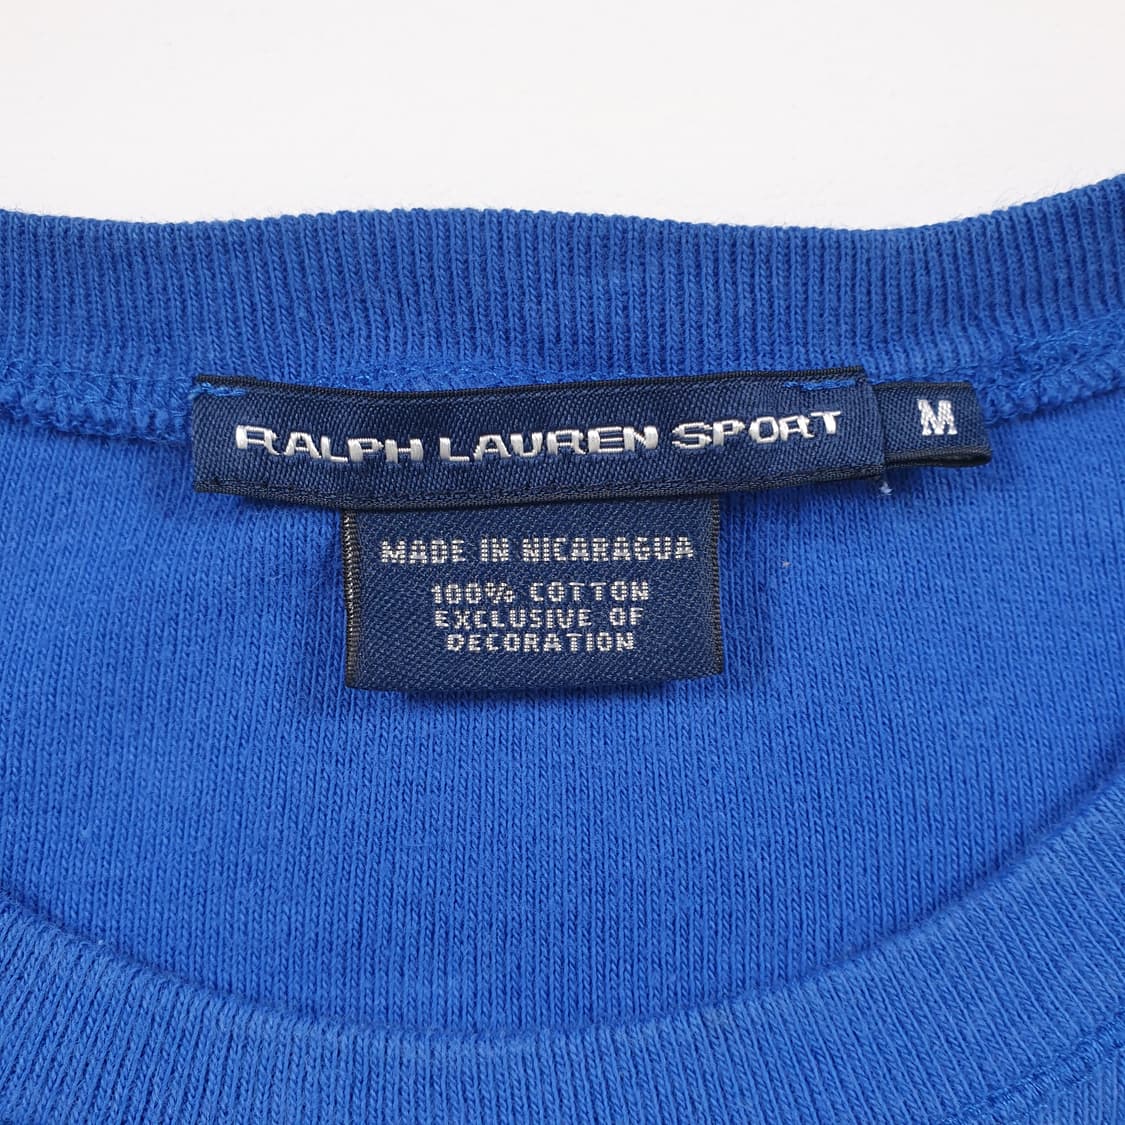 RALPH LAUREN SPORT
M
MADE IN NICARAGUA
100% COTTON
EXCLUSIVE OF
DECORATION